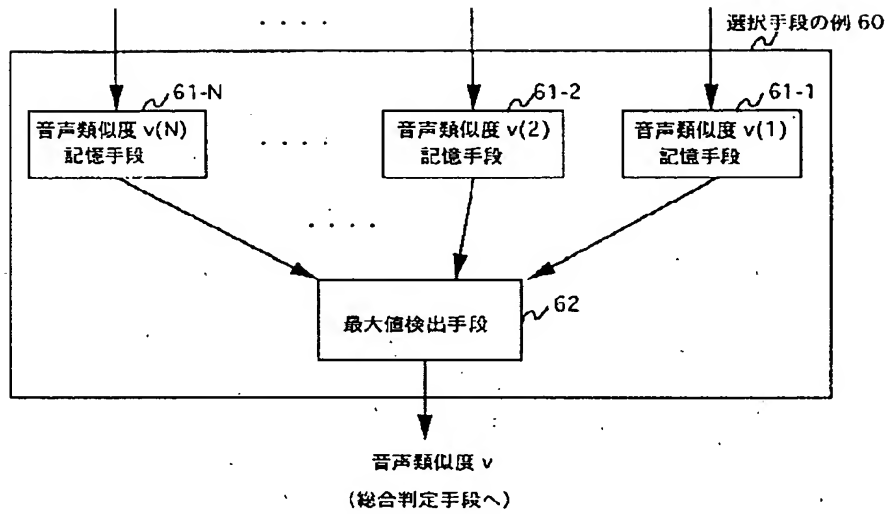 選択手段の例 60
61-N
61-2
61-1
音声類似度 v(N)
記憶手段
音声類似度 v(2)
記憶手段
音声類似度 v(1)
記憶手段
最大値検出手段
62
音声類似度 v
(総合判定手段へ)